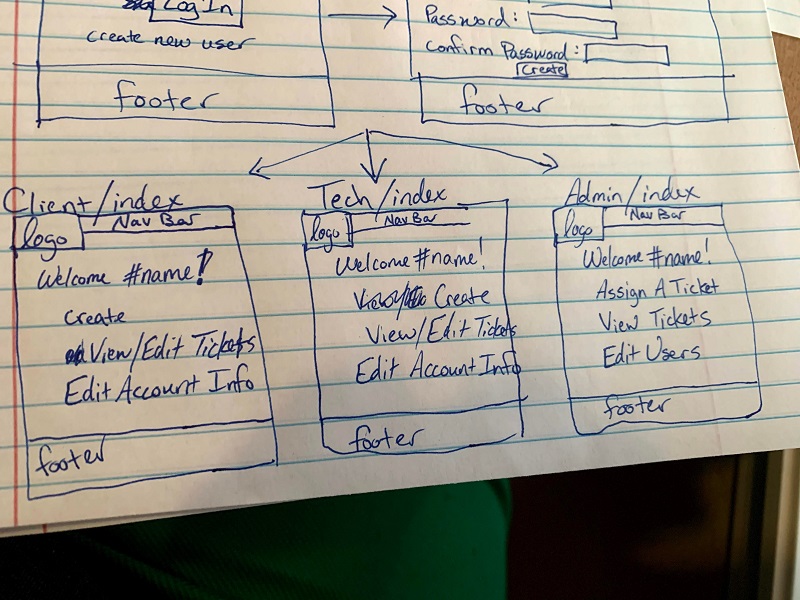 Log In
create new user
footer
Password:
Confirm Password:
Create
footer
Client/index
Nav Bar
logo
Welcome #name!
Create
View/Edit Tickets
Edit Account Info
footer
Tech/index
Nav Bar
logo
Welcome #name!
Create
View/Edit Tickets
Edit Account Info
footer
Admin/index
Nav Bar
logo
Welcome #name!
Assign A Ticket
View Tickets
Edit Users
footer